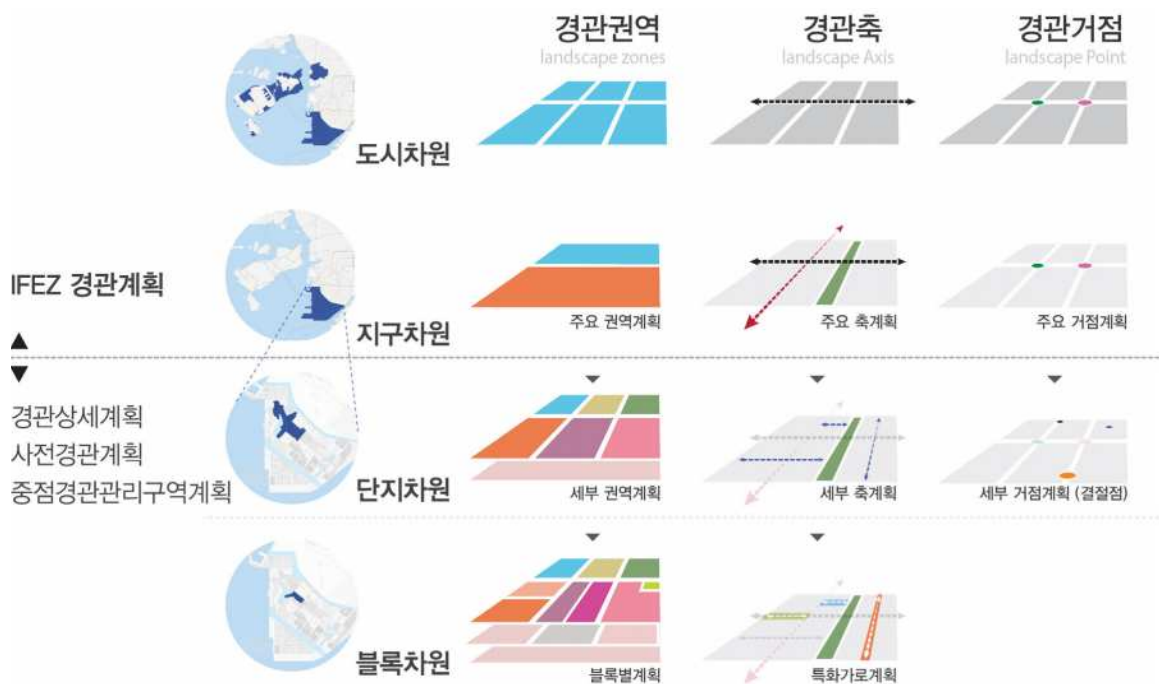 경관권역 경관축 경관거점
landscape zones landscape Axis landscape Point
도시차원
IFEZ 경관계획
지구차원
주요 권역계획 주요 축계획 주요 거점계획
▲
▼
경관상세계획
사전경관계획
중점경관관리구역계획
단지차원
세부 권역계획 세부 축계획 세부 거점계획 (결절점)
블록차원
블록별계획 특화가로계획